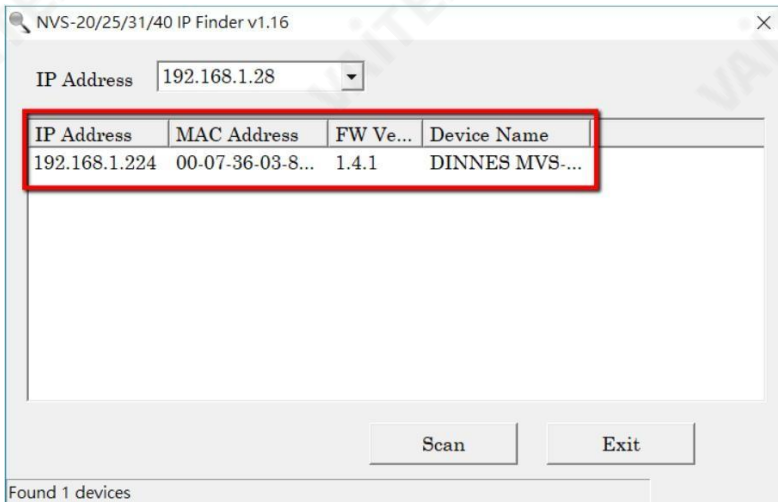 NVS-20/25/31/40 IP Finder v1.16
IP Address 192.168.1.28
IP Address MAC Address FW Ve... Device Name
192.168.1.224 00-07-36-03-8... 1.4.1 DINNES MVS-...
Scan Exit
Found 1 devices